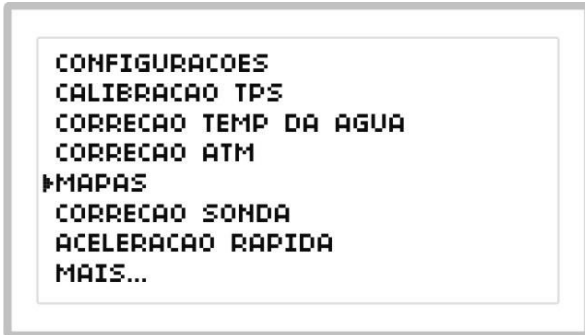 CONFIGURACOES
CALIBRACAO TPS
CORRECAO TEMP DA AGUA
CORRECAO ATM
MAPAS
CORRECAO SONDA
ACELERACAO RAPIDA
MAIS...